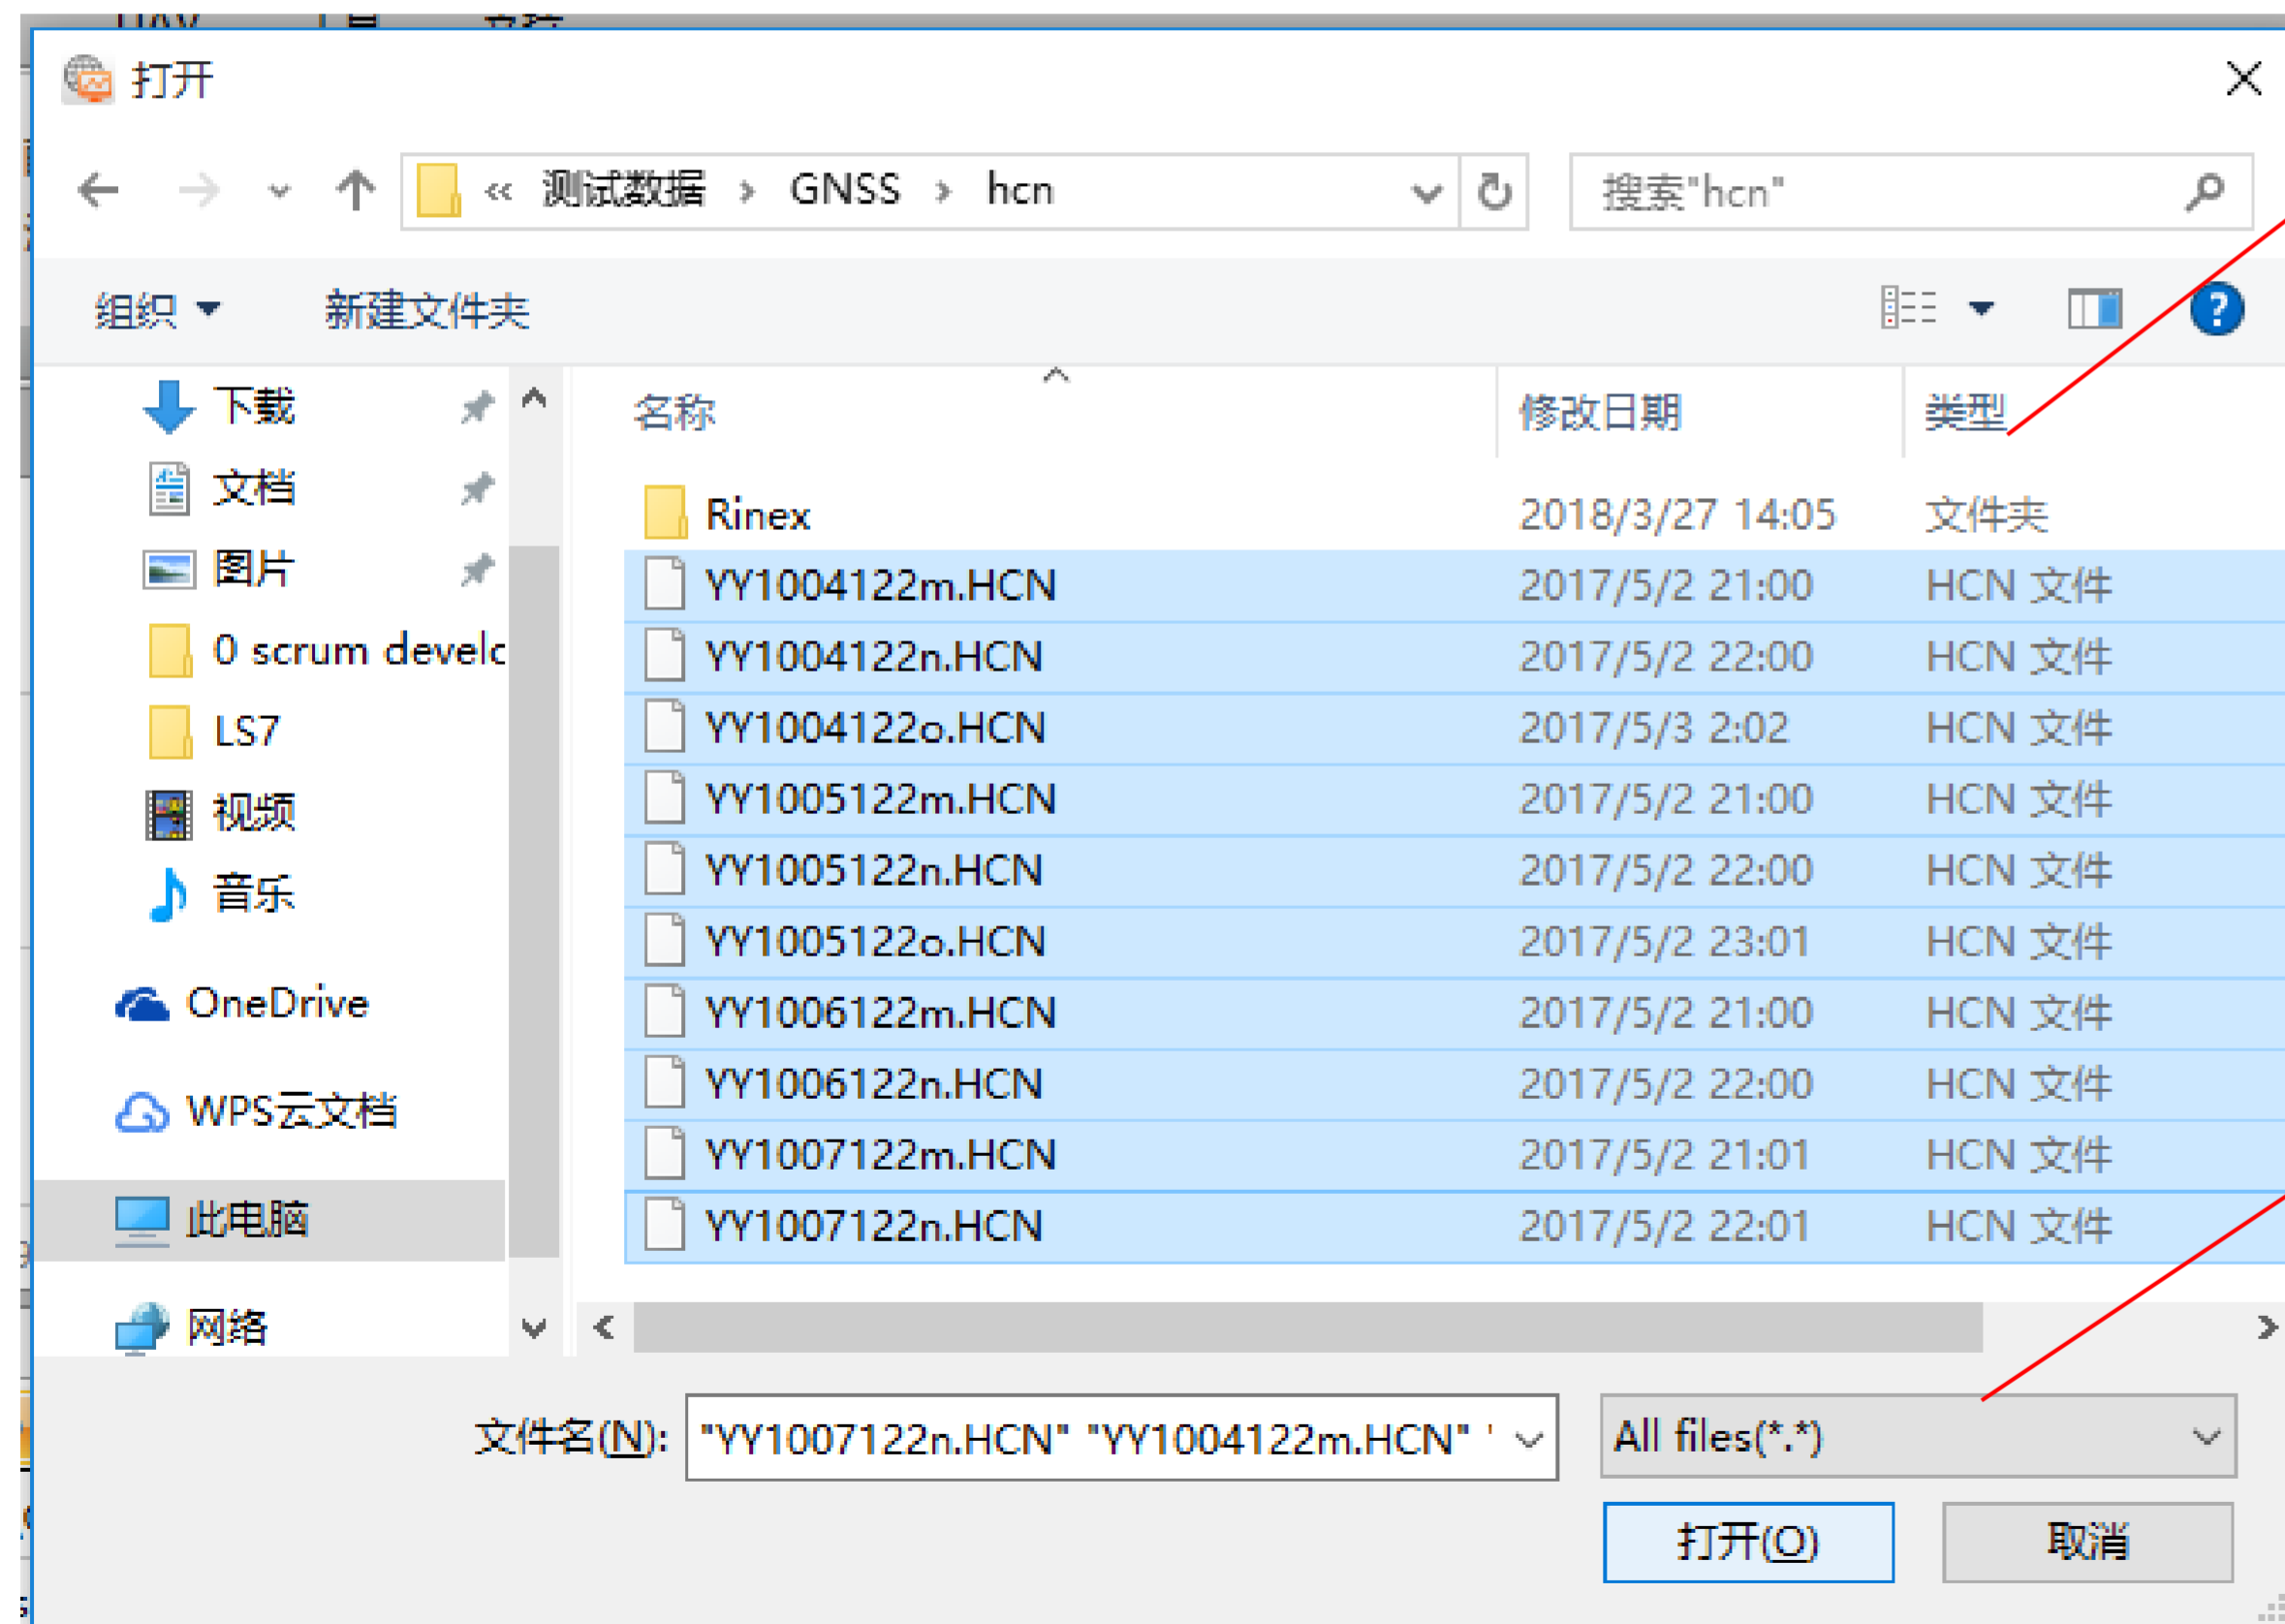 打开
« 测试数据 › GNSS › hcn
搜索"hcn"
组织 新建文件夹
名称 修改日期 类型
下载
文档
图片
0 scrum develc
LS7
视频
音乐
OneDrive
WPS云文档
此电脑
网络
Rinex 2018/3/27 14:05 文件夹
YY1004122m.HCN 2017/5/2 21:00 HCN 文件
YY1004122n.HCN 2017/5/2 22:00 HCN 文件
YY1004122o.HCN 2017/5/3 2:02 HCN 文件
YY1005122m.HCN 2017/5/2 21:00 HCN 文件
YY1005122n.HCN 2017/5/2 22:00 HCN 文件
YY1005122o.HCN 2017/5/2 23:01 HCN 文件
YY1006122m.HCN 2017/5/2 21:00 HCN 文件
YY1006122n.HCN 2017/5/2 22:00 HCN 文件
YY1007122m.HCN 2017/5/2 21:01 HCN 文件
YY1007122n.HCN 2017/5/2 22:01 HCN 文件
文件名(N): "YY1007122n.HCN" "YY1004122m.HCN" '
All files(*.*)
打开(O) 取消